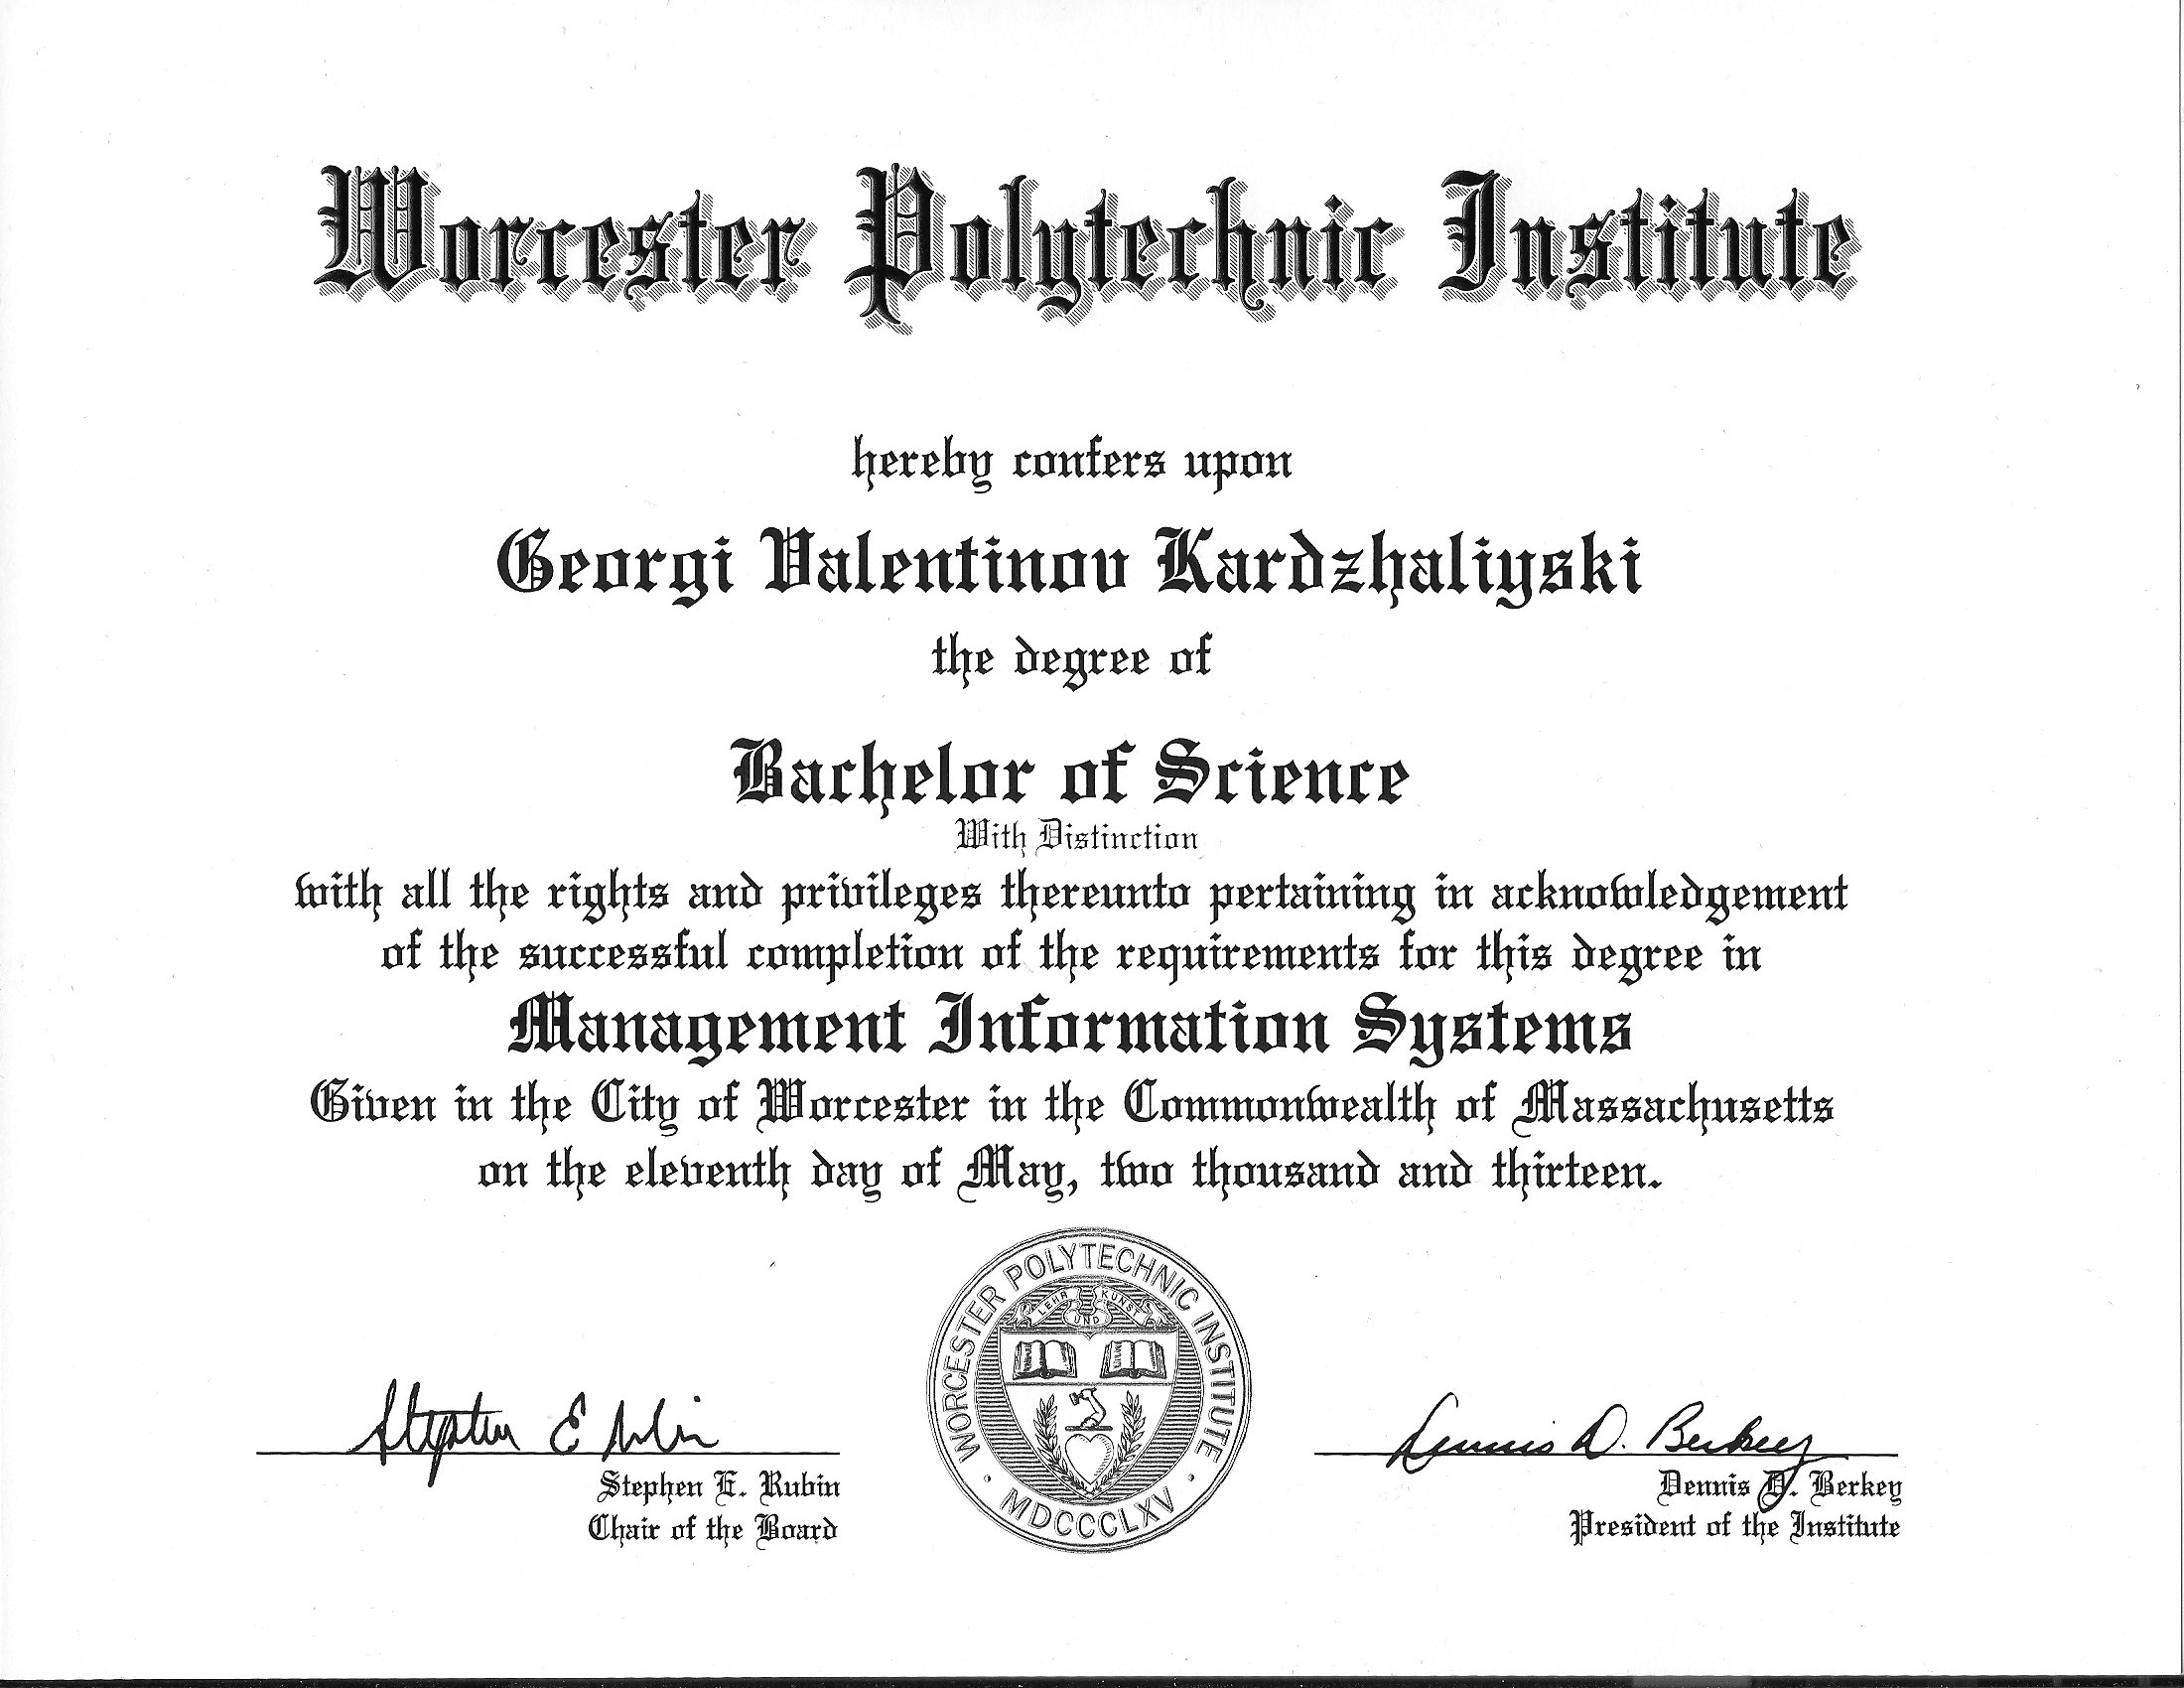 Worcester Polytechnic Institute
hereby confers upon
Georgi Valentinov Kardzhaliyski
the degree of
Bachelor of Science
With Distinction
with all the rights and privileges thereunto pertaining in acknowledgement
of the successful completion of the requirements for this degree in
Management Information Systems
Given in the City of Worcester in the Commonwealth of Massachusetts
on the eleventh day of May, two thousand and thirteen.
WORCESTER POLYTECHNIC INSTITUTE
LEHR UND KUNST
MDCCCLXV
Stephen E. Rubin
Stephen E. Rubin
Chair of the Board
Dennis D. Berkey
Dennis D. Berkey
President of the Institute